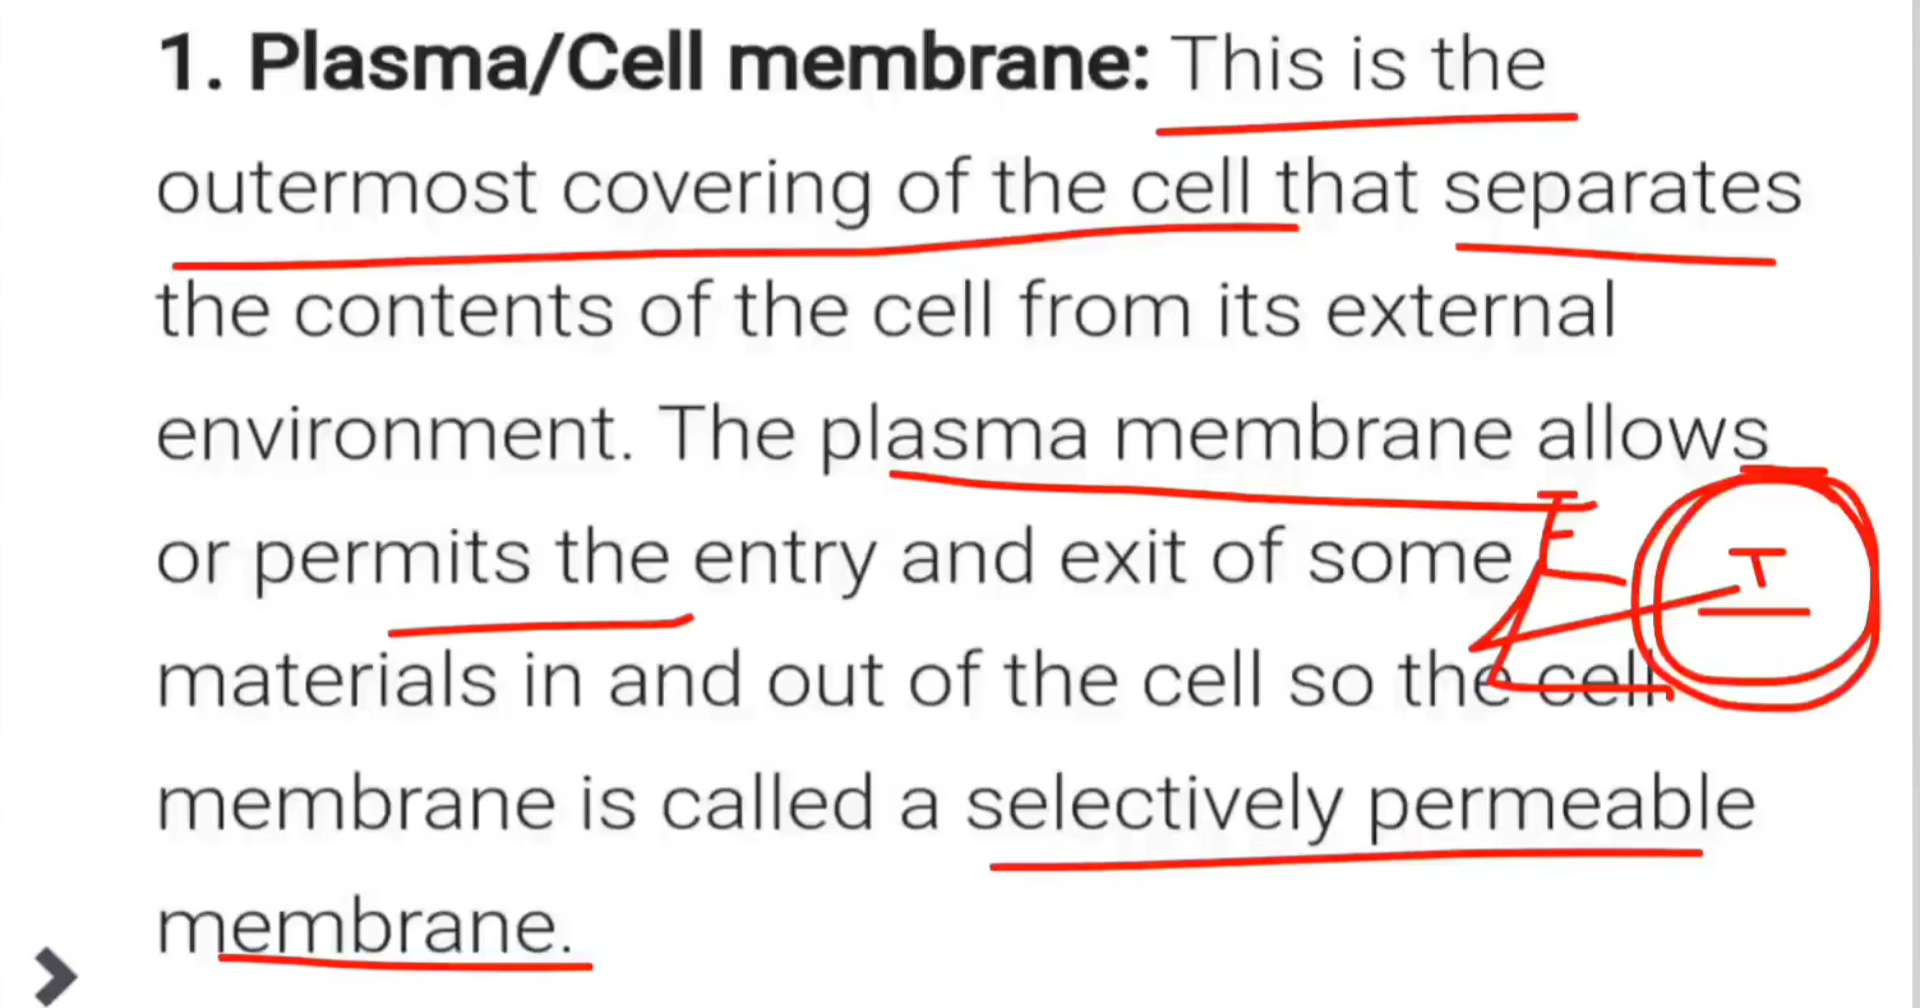 1. Plasma/Cell membrane: This is the
outermost covering of the cell that separates
the contents of the cell from its external
environment. The plasma membrane allows
or permits the entry and exit of some
E
I
materials in and out of the cell so the cell
membrane is called a selectively permeable
membrane.